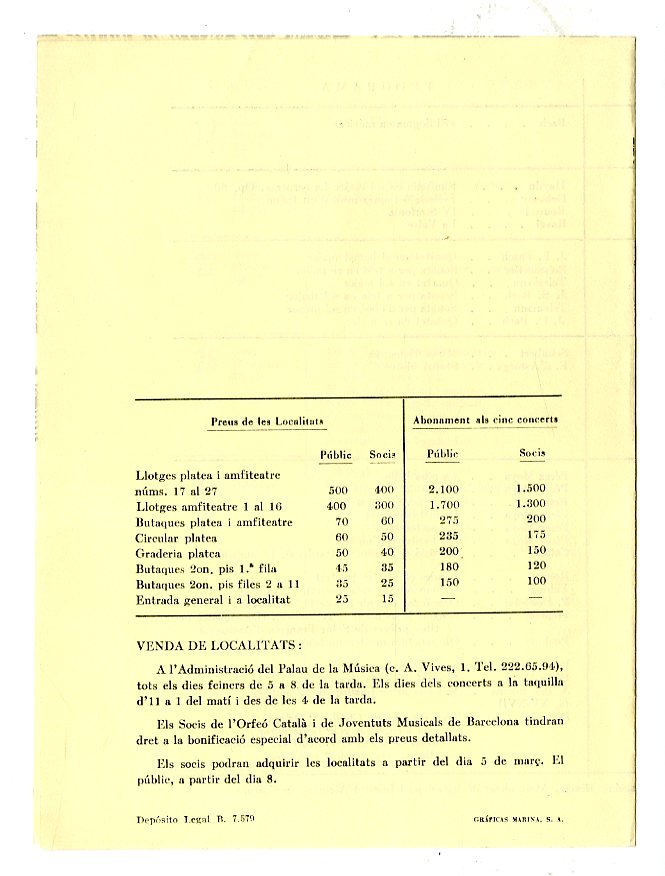 Preus de les Localitats Abonament als cinc concerts
Públic Socis Públic Socis
Llotges platea i amfiteatre
núms. 17 al 27 500 400 2.100 1.500
Llotges amfiteatre 1 al 16 400 300 1.700 1.300
Butaques platea i amfiteatre 70 60 275 200
Circular platea 60 50 235 175
Graderia platea 50 40 200 150
Butaques 2on. pis 1.ª fila 45 35 180 120
Butaques 2on. pis files 2 a 11 35 25 150 100
Entrada general i a localitat 25 15 — —
VENDA DE LOCALITATS :
A l'Administració del Palau de la Música (c. A. Vives, 1. Tel. 222.65.94),
tots els dies feiners de 5 a 8 de la tarda. Els dies dels concerts a la taquilla
d'11 a 1 del matí i des de les 4 de la tarda.
Els Socis de l'Orfeó Català i de Joventuts Musicals de Barcelona tindran
dret a la bonificació especial d'acord amb els preus detallats.
Els socis podran adquirir les localitats a partir del dia 5 de març. El
públic, a partir del dia 8.
Depósito Legal B. 7.579 GRÁFICAS MARINA, S. A.